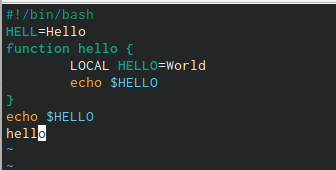 #!/bin/bash
HELL=Hello
function hello {
        LOCAL HELLO=World
        echo $HELLO
}
echo $HELLO
hello
~
~